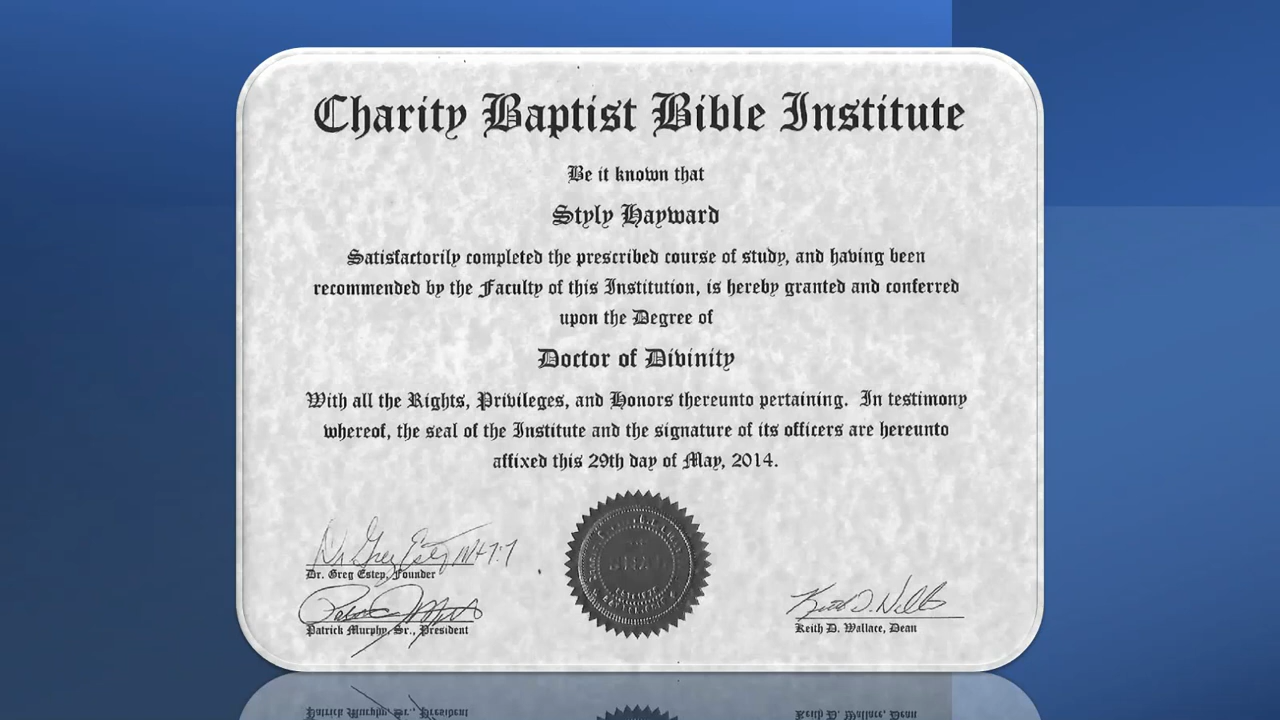 Charity Baptist Bible Institute
Be it known that
Styly Hayward
Satisfactorily completed the prescribed course of study, and having been
recommended by the Faculty of this Institution, is hereby granted and conferred
upon the Degree of
Doctor of Divinity
With all the Rights, Privileges, and Honors thereunto pertaining. In testimony
whereof, the seal of the Institute and the signature of its officers are hereunto
affixed this 29th day of May, 2014.
Dr. Greg Estep, Founder
Patrick Murphy, Sr., President
Keith D. Wallace, Dean